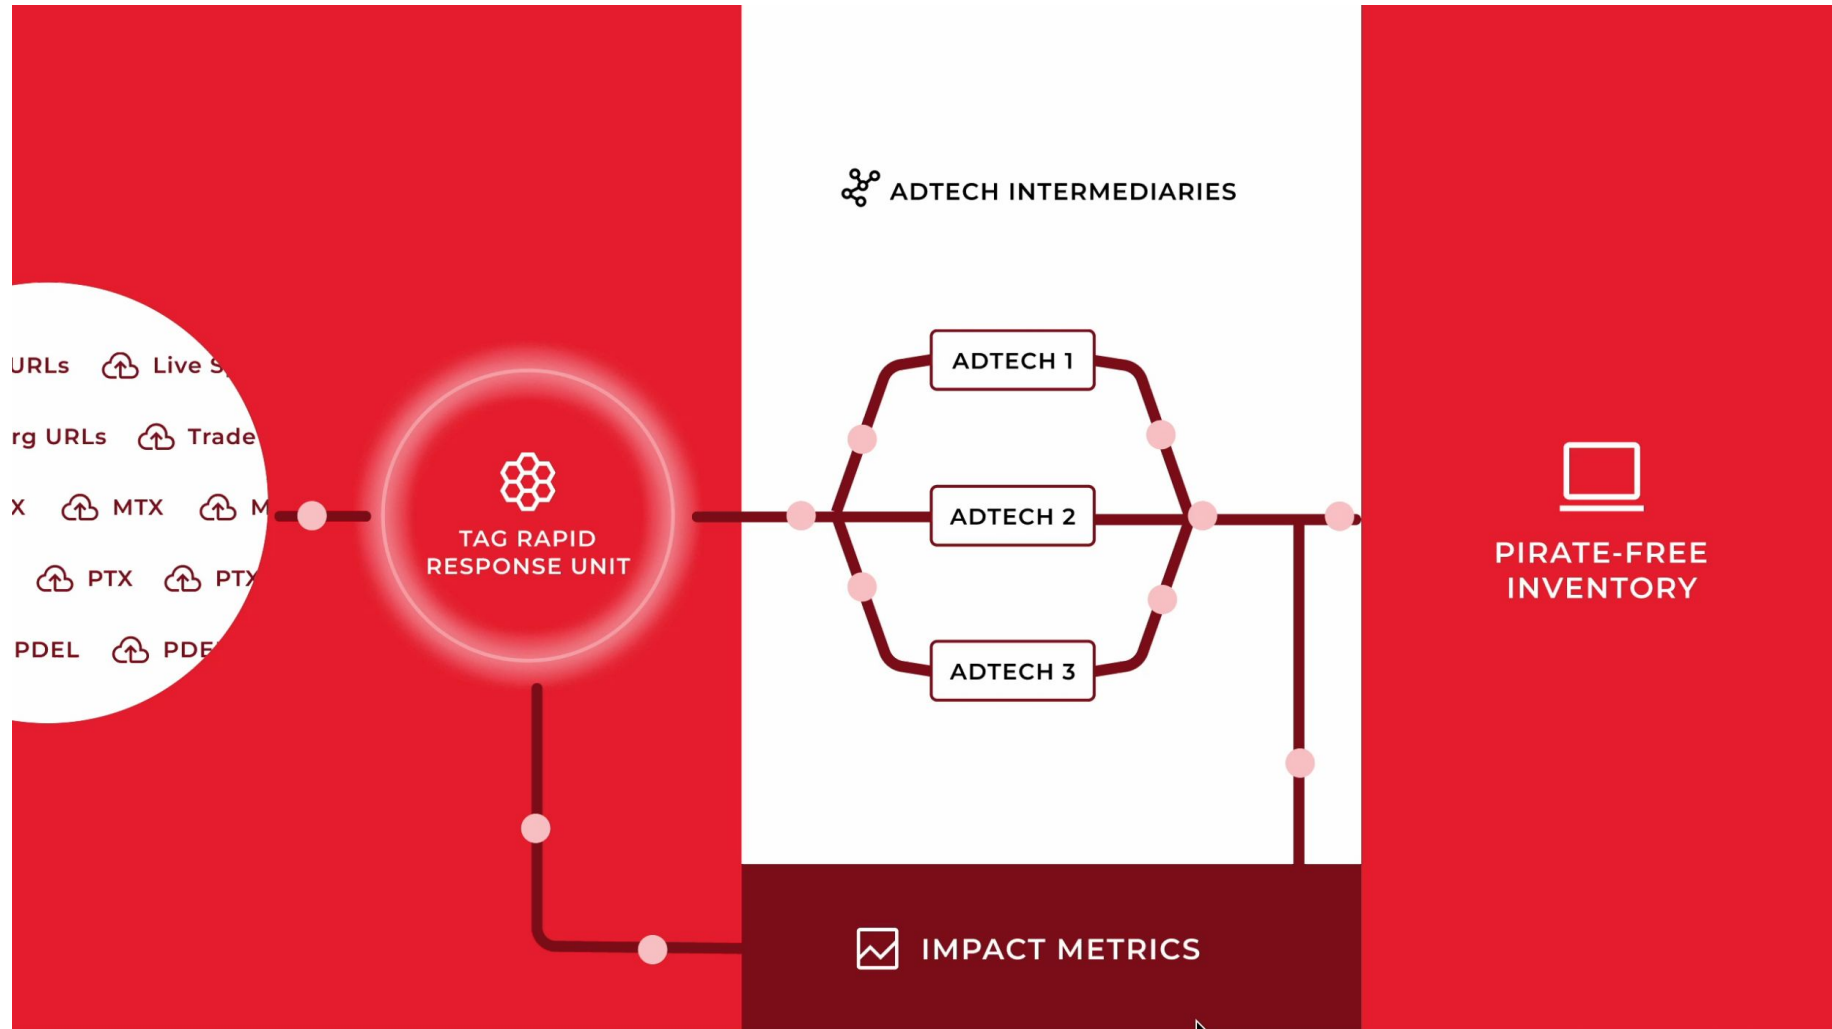 URLs Live S
rg URLs Trade
X MTX M
PTX PTX
PDEL PDE
TAG RAPID
RESPONSE UNIT
ADTECH INTERMEDIARIES
ADTECH 1
ADTECH 2
ADTECH 3
IMPACT METRICS
PIRATE-FREE
INVENTORY